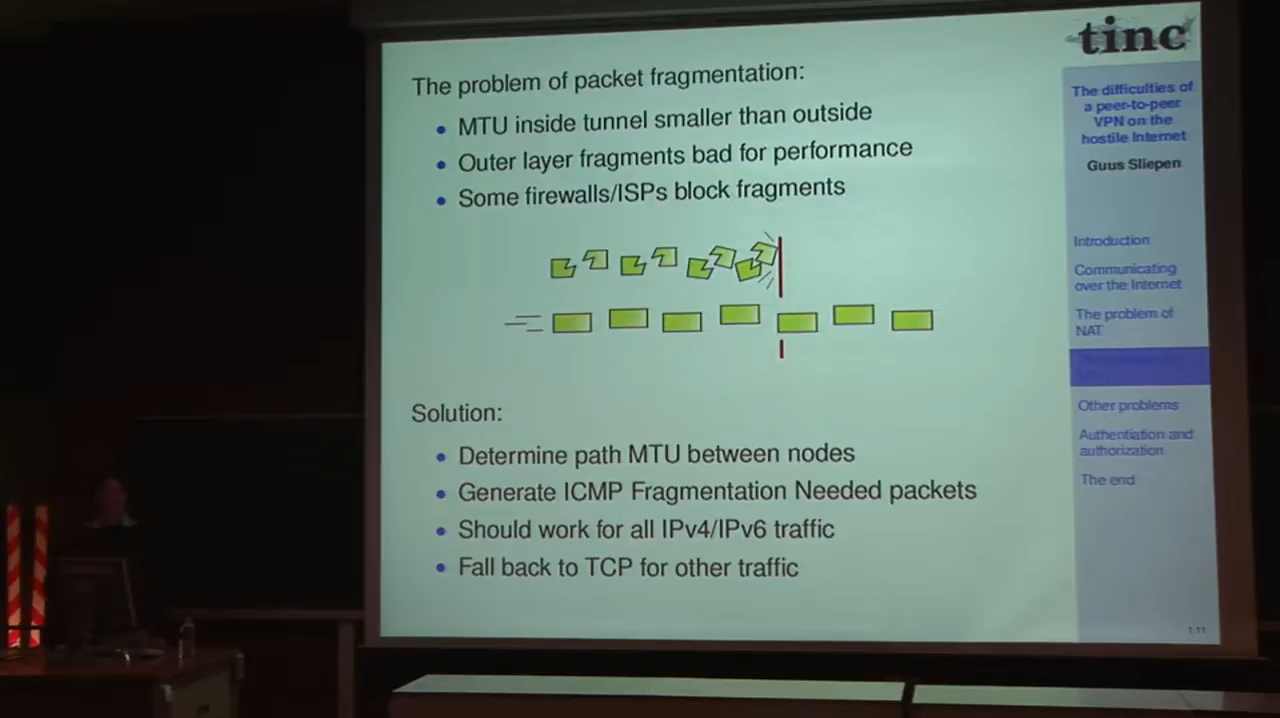 The problem of packet fragmentation:
• MTU inside tunnel smaller than outside
• Outer layer fragments bad for performance
• Some firewalls/ISPs block fragments
Solution:
• Determine path MTU between nodes
• Generate ICMP Fragmentation Needed packets
• Should work for all IPv4/IPv6 traffic
• Fall back to TCP for other traffic
tinc
The difficulties of
a peer-to-peer
VPN on the
hostile Internet
Guus Sliepen
Introduction
Communicating
over the Internet
The problem of
NAT
Other problems
Authentiation and
authorization
The end